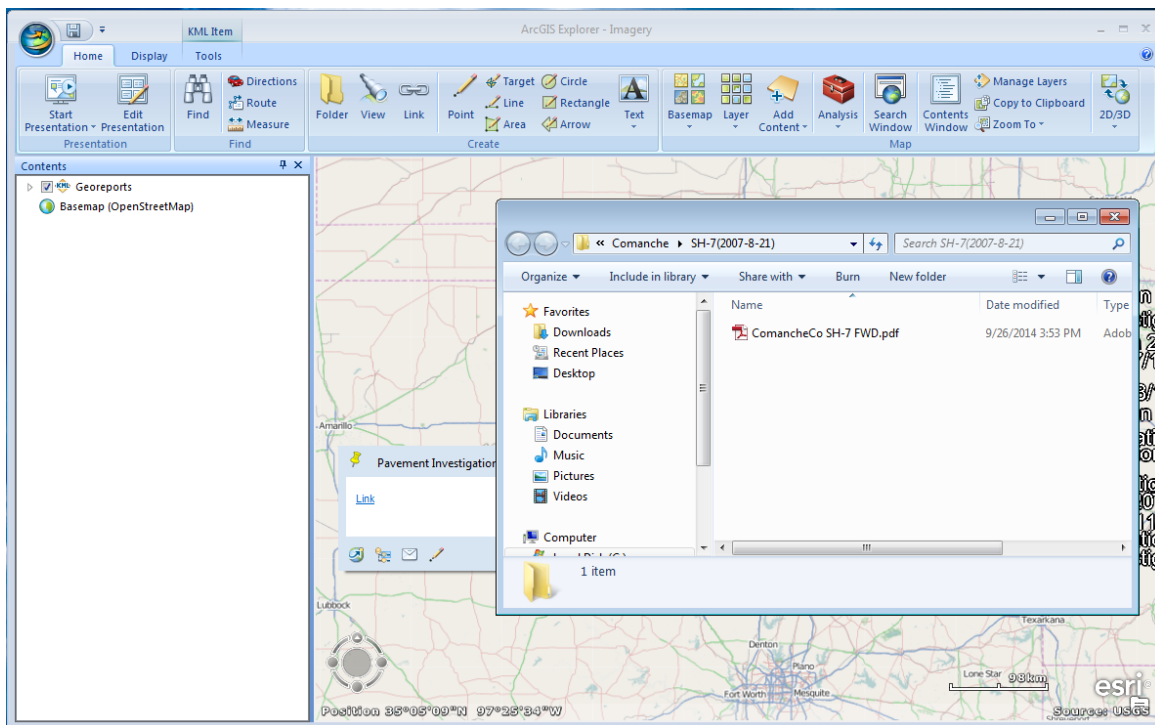 KML Item
ArcGIS Explorer - Imagery
Home Display Tools
Start Presentation
Edit Presentation
Presentation
Find
Directions
Route
Measure
Find
Folder
View
Link
Point
Target
Line
Area
Circle
Rectangle
Arrow
Text
Create
Basemap
Layer
Add Content
Analysis
Search Window
Contents Window
Manage Layers
Copy to Clipboard
Zoom To
2D/3D
Map
Contents
KML Georeports
Basemap (OpenStreetMap)
« Comanche ▸ SH-7(2007-8-21)
Search SH-7(2007-8-21)
Organize Include in library Share with Burn New folder
Favorites
Downloads
Recent Places
Desktop
Libraries
Documents
Music
Pictures
Videos
Computer
Name Date modified Type
ComancheCo SH-7 FWD.pdf 9/26/2014 3:53 PM Adob
1 item
Amarillo
Pavement Investigation
Link
Lubbock
Texarkana
Denton
Plano
Fort Worth
Mesquite
Lone Star
98km
esri
Position 35°05'09"N 97°25'34"W
Source: USGS